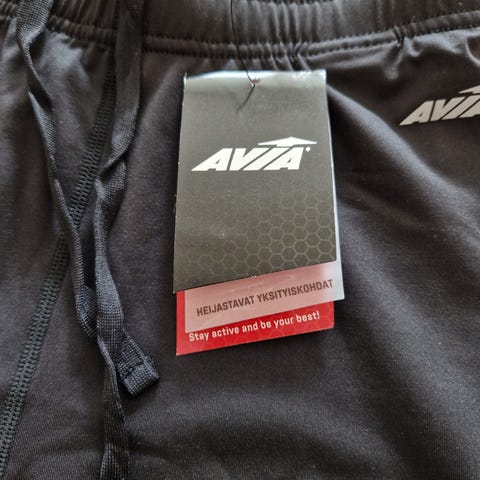 AVIA
AVIA
HEIJASTAVAT YKSITYISKOHDAT
Stay active and be your best!